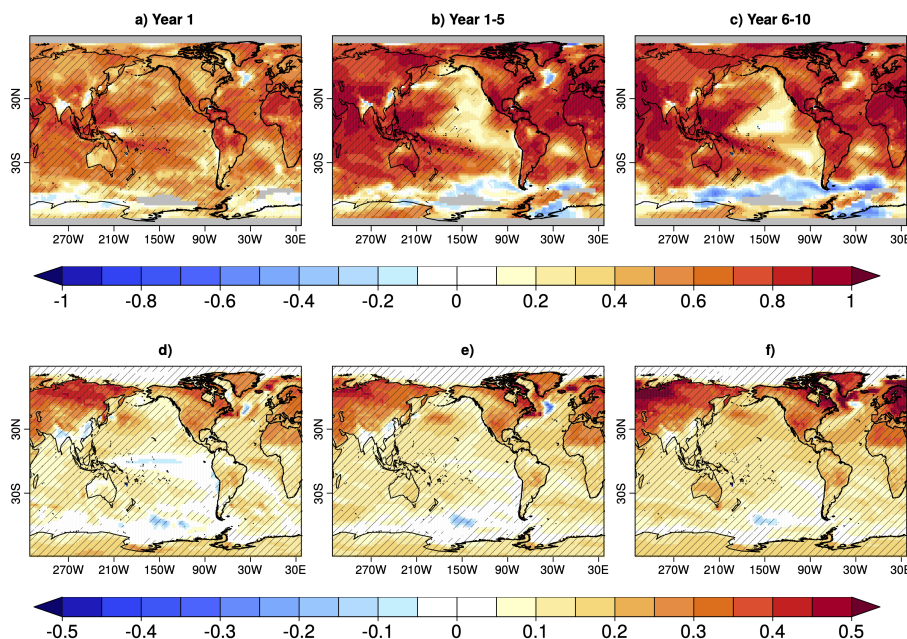 a) Year 1 b) Year 1-5 c) Year 6-10
30N 30N 30N
30S 30S 30S
270W 210W 150W 90W 30W 30E 270W 210W 150W 90W 30W 30E 270W 210W 150W 90W 30W 30E
-1 -0.8 -0.6 -0.4 -0.2 0 0.2 0.4 0.6 0.8 1
d) e) f)
30N 30N 30N
30S 30S 30S
270W 210W 150W 90W 30W 30E 270W 210W 150W 90W 30W 30E 270W 210W 150W 90W 30W 30E
-0.5 -0.4 -0.3 -0.2 -0.1 0 0.1 0.2 0.3 0.4 0.5